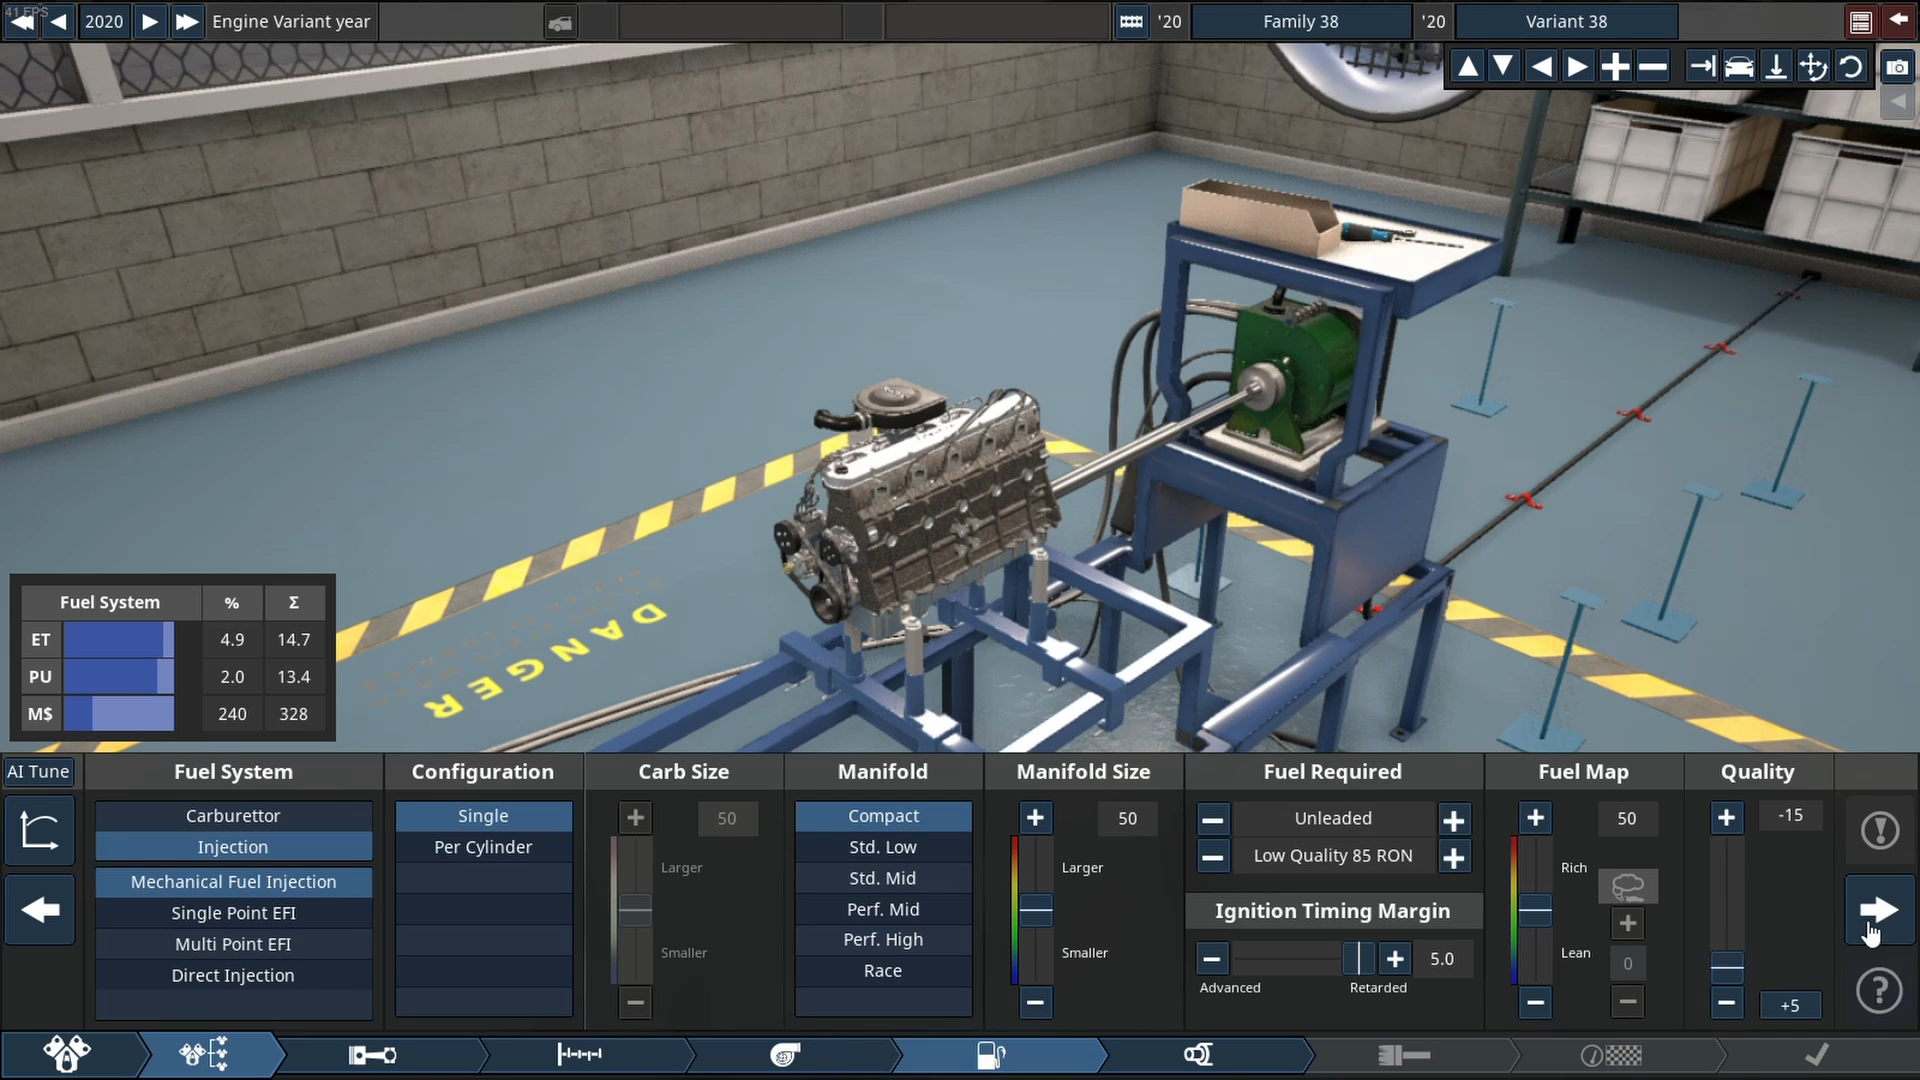 41 FPS
2020 Engine Variant year '20 Family 38 '20 Variant 38
DANGER
Fuel System % Σ
ET 4.9 14.7
PU 2.0 13.4
M$ 240 328
AI Tune Fuel System Configuration Carb Size Manifold Manifold Size Fuel Required Fuel Map Quality
Carburettor
Injection
Mechanical Fuel Injection
Single Point EFI
Multi Point EFI
Direct Injection
Single
Per Cylinder
50
Larger
Smaller
Compact
Std. Low
Std. Mid
Perf. Mid
Perf. High
Race
50
Larger
Smaller
Unleaded
Low Quality 85 RON
Ignition Timing Margin
5.0
Advanced Retarded
50
Rich
Lean
0
-15
+5